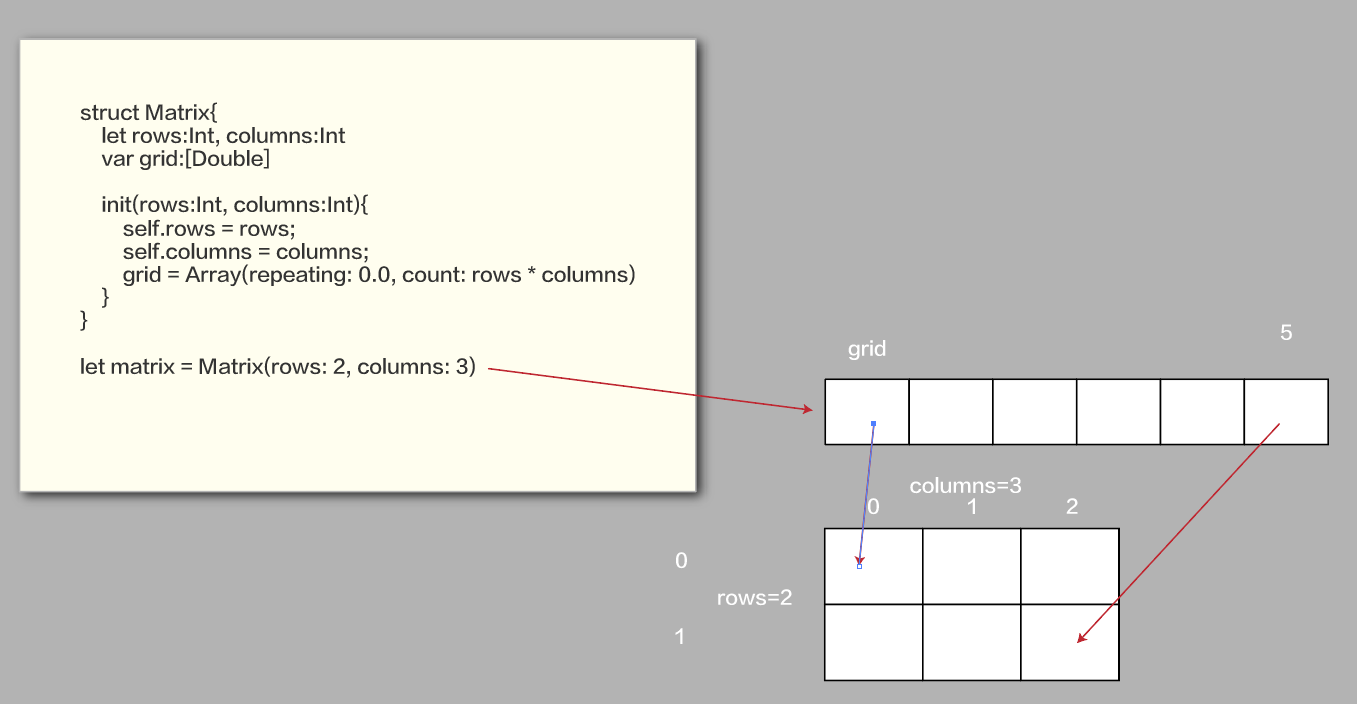 struct Matrix{
let rows:Int, columns:Int
var grid:[Double]
init(rows:Int, columns:Int){
self.rows = rows;
self.columns = columns;
grid = Array(repeating: 0.0, count: rows * columns)
}
}
let matrix = Matrix(rows: 2, columns: 3)
5
grid
columns=3
0 1 2
0
rows=2
1